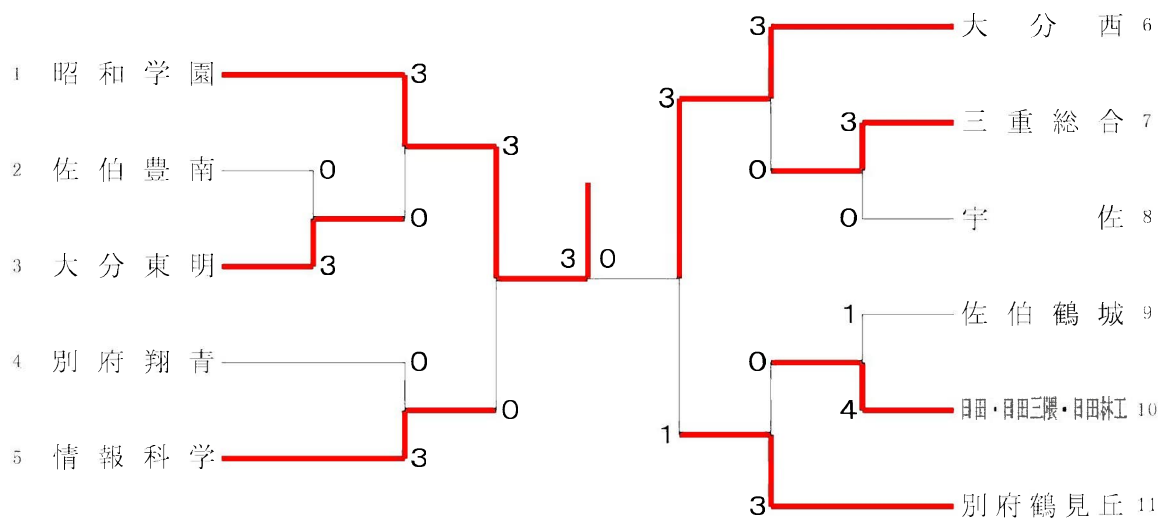 1 昭和学園
3
2 佐伯豊南
0
0
3 大分東明
3
3
4 別府翔青
0
0
5 情報科学
3
3 0
大分西 6
3
3
三重総合 7
3
0
宇佐 8
0
佐伯鶴城 9
1
0
日田・日田三隈・日田林工 10
4
1
別府鶴見丘 11
3